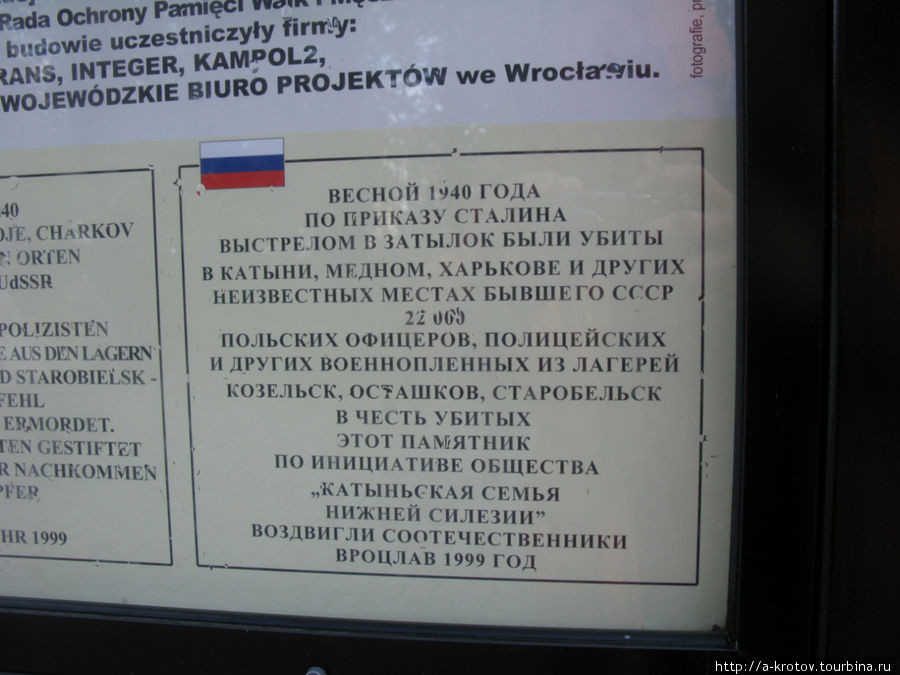 Rada Ochrony Pamięci Walk i
budowie uczestniczyły firmy:
RANS, INTEGER, KAMPOL2,
WOJEWÓDZKIE BIURO PROJEKTÓW we Wrocławiu.
fotografie,
ВЕСНОЙ 1940 ГОДА
ПО ПРИКАЗУ СТАЛИНА
ВЫСТРЕЛОМ В ЗАТЫЛОК БЫЛИ УБИТЫ
В КАТЫНИ, МЕДНОМ, ХАРЬКОВЕ И ДРУГИХ
НЕИЗВЕСТНЫХ МЕСТАХ БЫВШЕГО СССР
22 000
ПОЛЬСКИХ ОФИЦЕРОВ, ПОЛИЦЕЙСКИХ
И ДРУГИХ ВОЕННОПЛЕННЫХ ИЗ ЛАГЕРЕЙ
КОЗЕЛЬСК, ОСТАШКОВ, СТАРОБЕЛЬСК
В ЧЕСТЬ УБИТЫХ
ЭТОТ ПАМЯТНИК
ПО ИНИЦИАТИВЕ ОБЩЕСТВА
„КАТЫНЬСКАЯ СЕМЬЯ
НИЖНЕЙ СИЛЕЗИИ”
ВОЗДВИГЛИ СООТЕЧЕСТВЕННИКИ
ВРОЦЛАВ 1999 ГОД
40
OJE, CHARKOV
N ORTEN
UdSSR
POLIZISTEN
E AUS DEN LAGERN
D STAROBIELSK -
FEHL
ERMORDET.
TEN GESTIFTET
R NACHKOMMEN
PFER
HR 1999
http://a-krotov.tourbina.ru